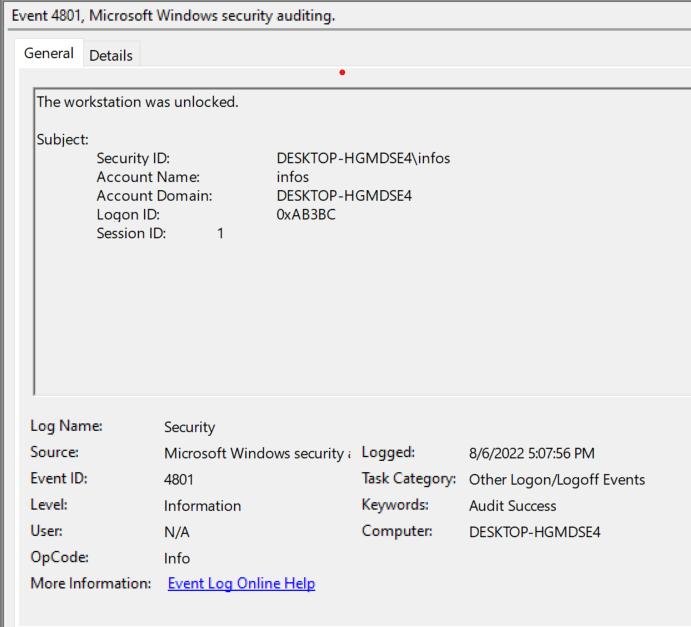 Event 4801, Microsoft Windows security auditing.
General Details
The workstation was unlocked.
Subject:
Security ID: DESKTOP-HGMDSE4\infos
Account Name: infos
Account Domain: DESKTOP-HGMDSE4
Logon ID: 0xAB3BC
Session ID: 1
Log Name: Security
Source: Microsoft Windows security Logged: 8/6/2022 5:07:56 PM
Event ID: 4801 Task Category: Other Logon/Logoff Events
Level: Information Keywords: Audit Success
User: N/A Computer: DESKTOP-HGMDSE4
OpCode: Info
More Information: Event Log Online Help